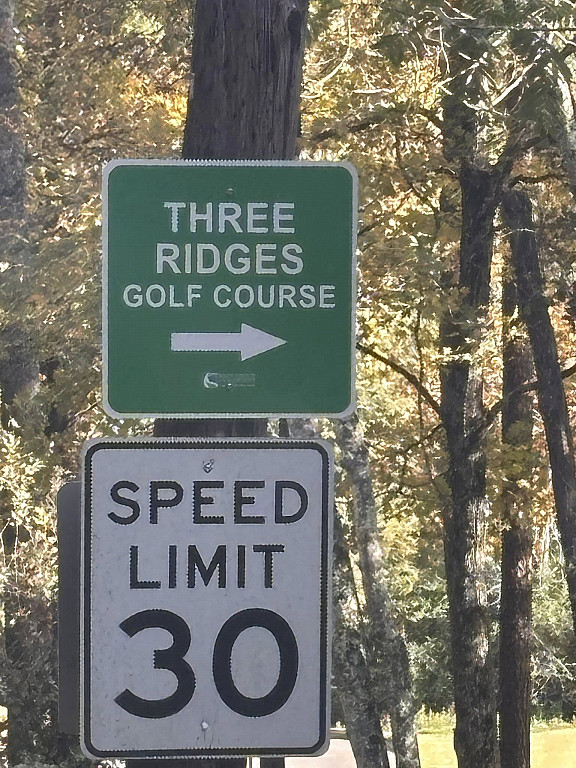 THREE
RIDGES
GOLF COURSE
SPEED
LIMIT
30